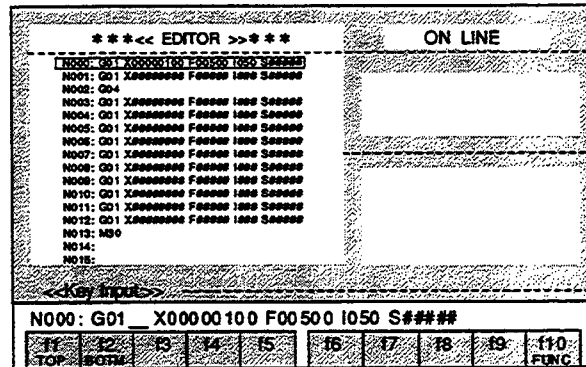 ***<< EDITOR >>***
ON LINE
N000: G01 X00000100 F00500 I050 S#####
N001: G01 X######## F##### I### S#####
N002: G04
N003: G01 X######## F##### I### S#####
N004: G01 X######## F##### I### S#####
N005: G01 X######## F##### I### S#####
N006: G01 X######## F##### I### S#####
N007: G01 X######## F##### I### S#####
N008: G01 X######## F##### I### S#####
N009: G01 X######## F##### I### S#####
N010: G01 X######## F##### I### S#####
N011: G01 X######## F##### I### S#####
N012: G01 X######## F##### I### S#####
N013: M30
N014:
N015:
<<Key Input>>
N000: G01__ X00000100 F00500 I050 S#####
f1 f2 f3 f4 f5 f6 f7 f8 f9 f10
TOP BOTM FUNC